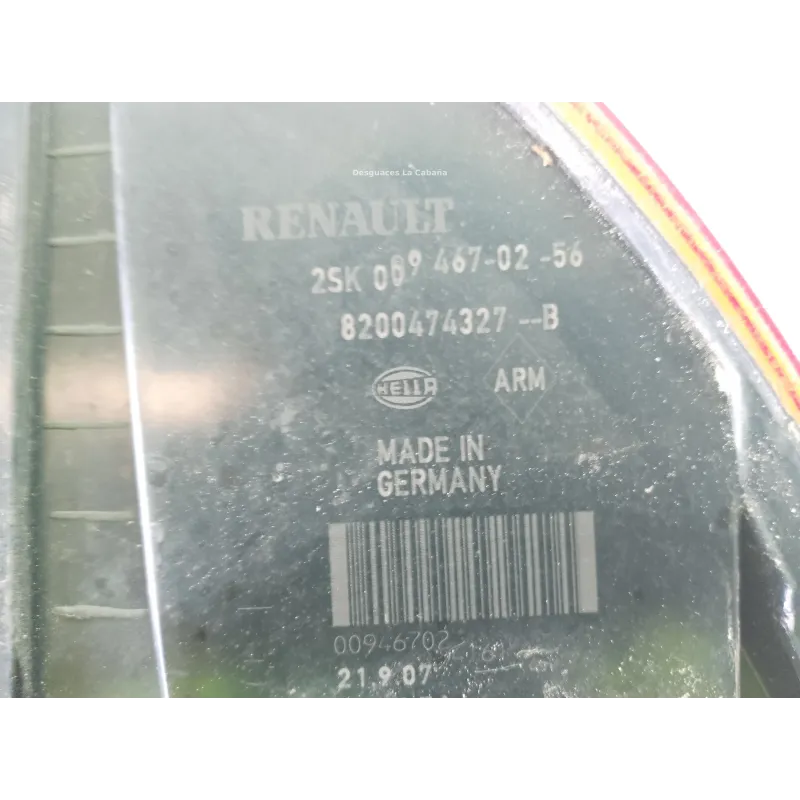 Desguaces La Cabaña
RENAULT
2SK 009 467-02 -56
8200474327 --B
HELLA
ARM
MADE IN
GERMANY
00946702
21.9.07